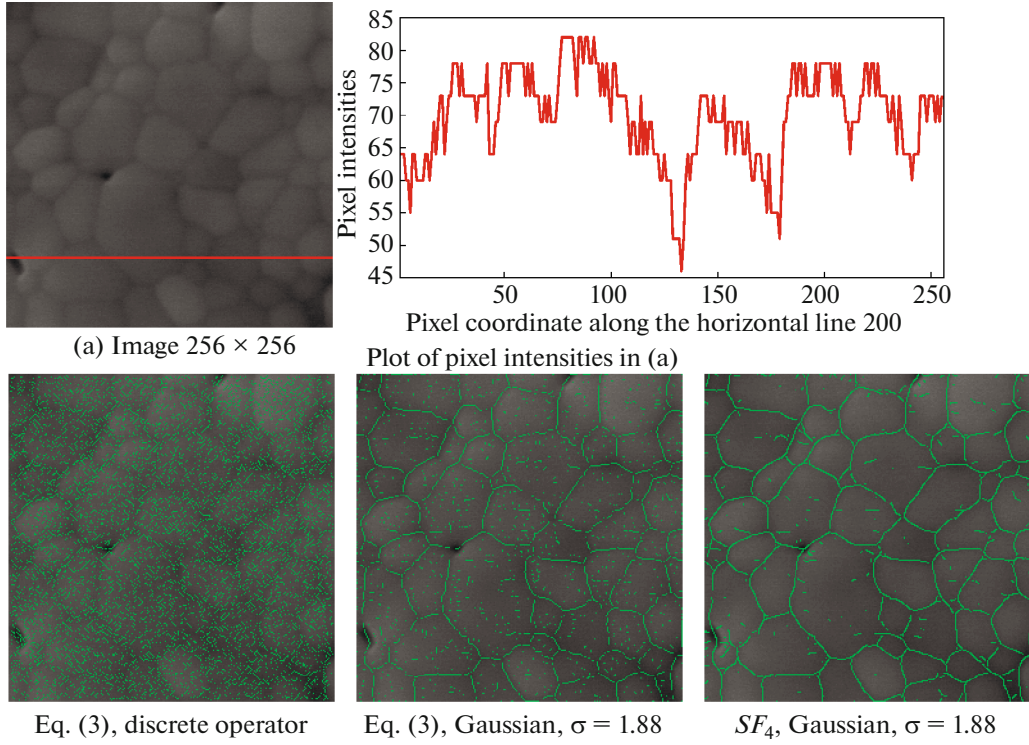 85
80
75
70
65
60
55
50
45
Pixel intensities
50 100 150 200 250
Pixel coordinate along the horizontal line 200
(a) Image 256 × 256
Plot of pixel intensities in (a)
Eq. (3), discrete operator
Eq. (3), Gaussian, σ = 1.88
SF₄, Gaussian, σ = 1.88